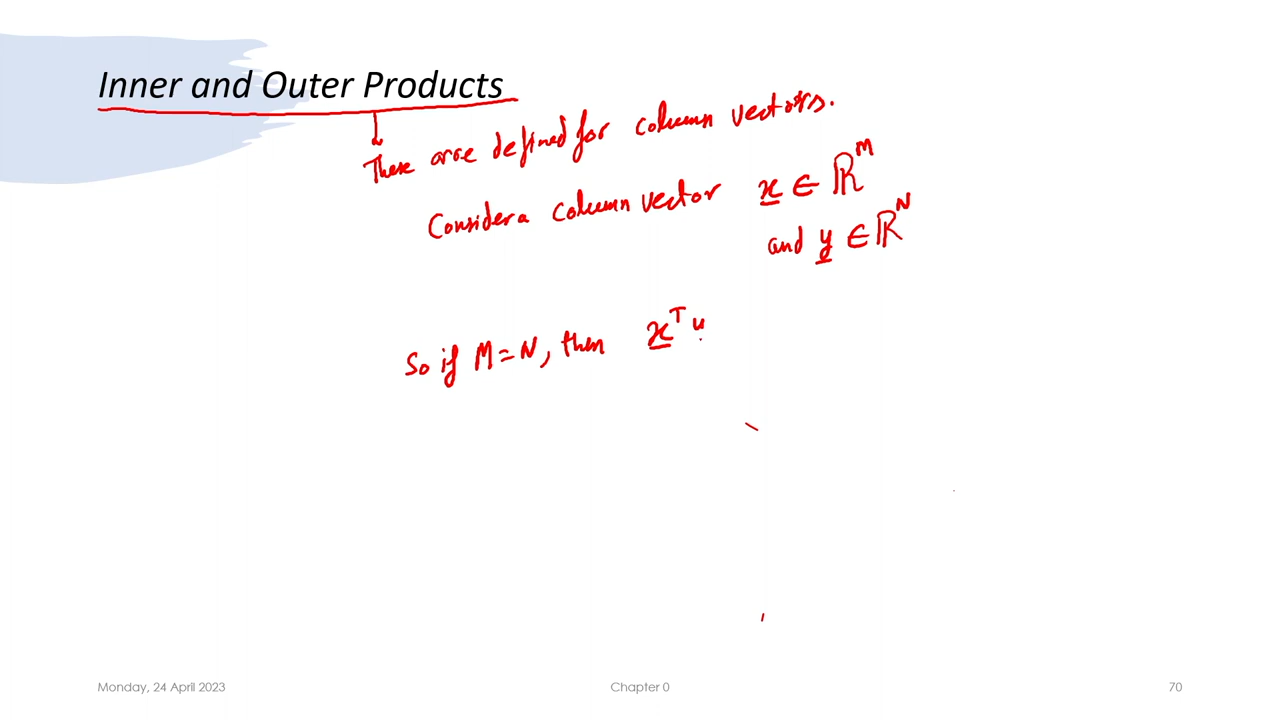 Inner and Outer Products
These are defined for column vectors.
Consider a column vector x ∈ ℝ^M
and y ∈ ℝ^N
So if M = N, then x^T
Monday, 24 April 2023
Chapter 0
70